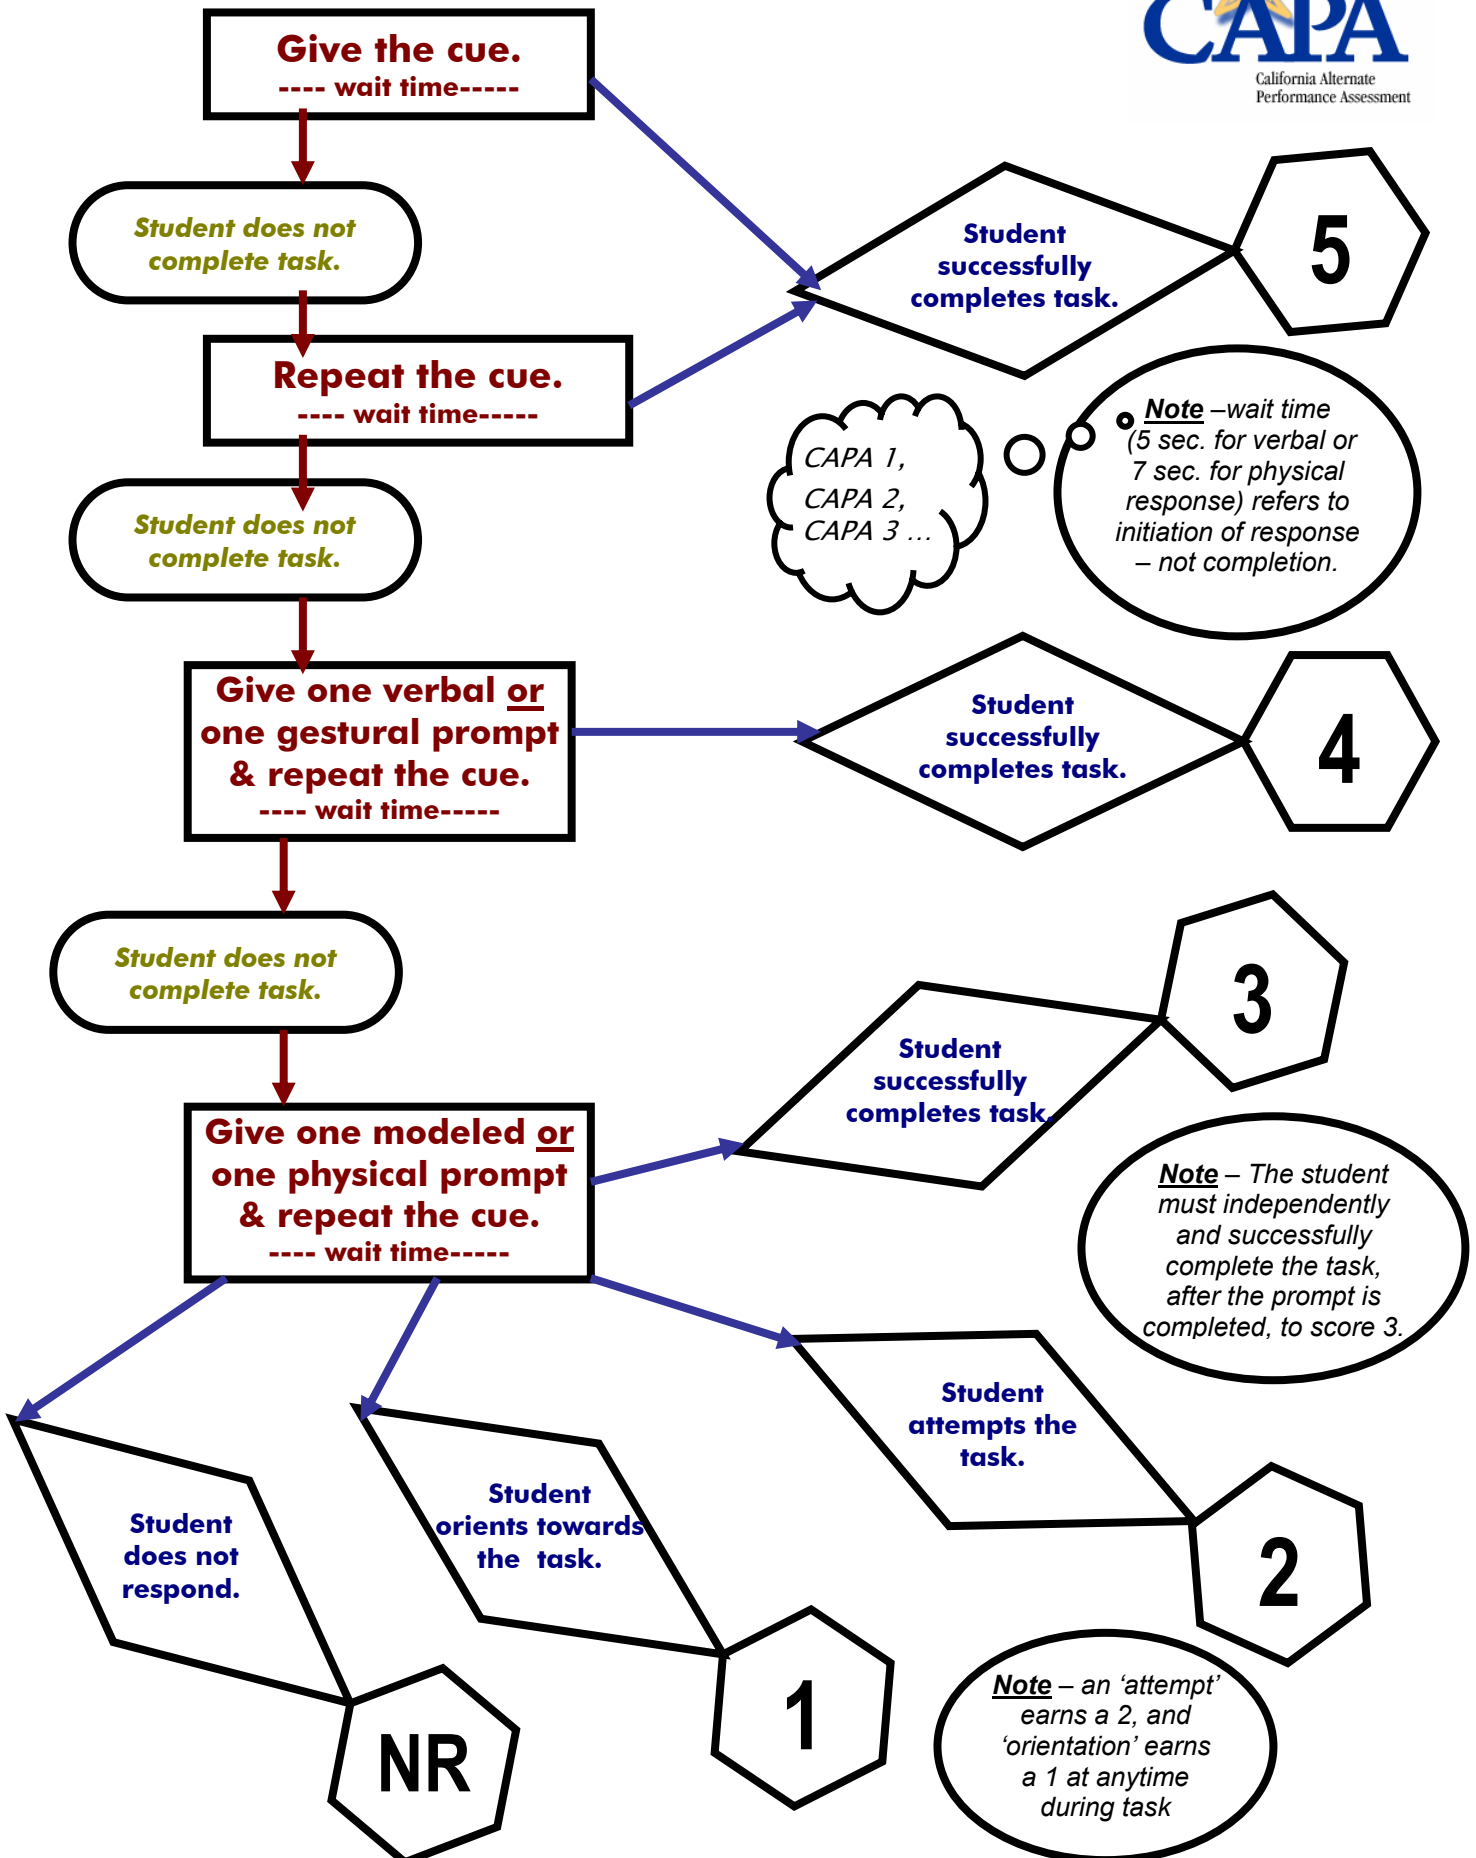 CAPA
California Alternate
Performance Assessment
Give the cue.
---- wait time-----
Student does not
complete task.
Student
successfully
completes task.
5
Repeat the cue.
---- wait time-----
CAPA 1,
CAPA 2,
CAPA 3 ...
Note –wait time
(5 sec. for verbal or
7 sec. for physical
response) refers to
initiation of response
– not completion.
Student does not
complete task.
Give one verbal or
one gestural prompt
& repeat the cue.
---- wait time-----
Student
successfully
completes task.
4
Student does not
complete task.
Student
successfully
completes task.
3
Give one modeled or
one physical prompt
& repeat the cue.
---- wait time-----
Note – The student
must independently
and successfully
complete the task,
after the prompt is
completed, to score 3.
Student
attempts the
task.
2
Student
orients towards
the  task.
1
Student
does not
respond.
NR
Note – an ‘attempt’
earns a 2, and
‘orientation’ earns
a 1 at anytime
during task